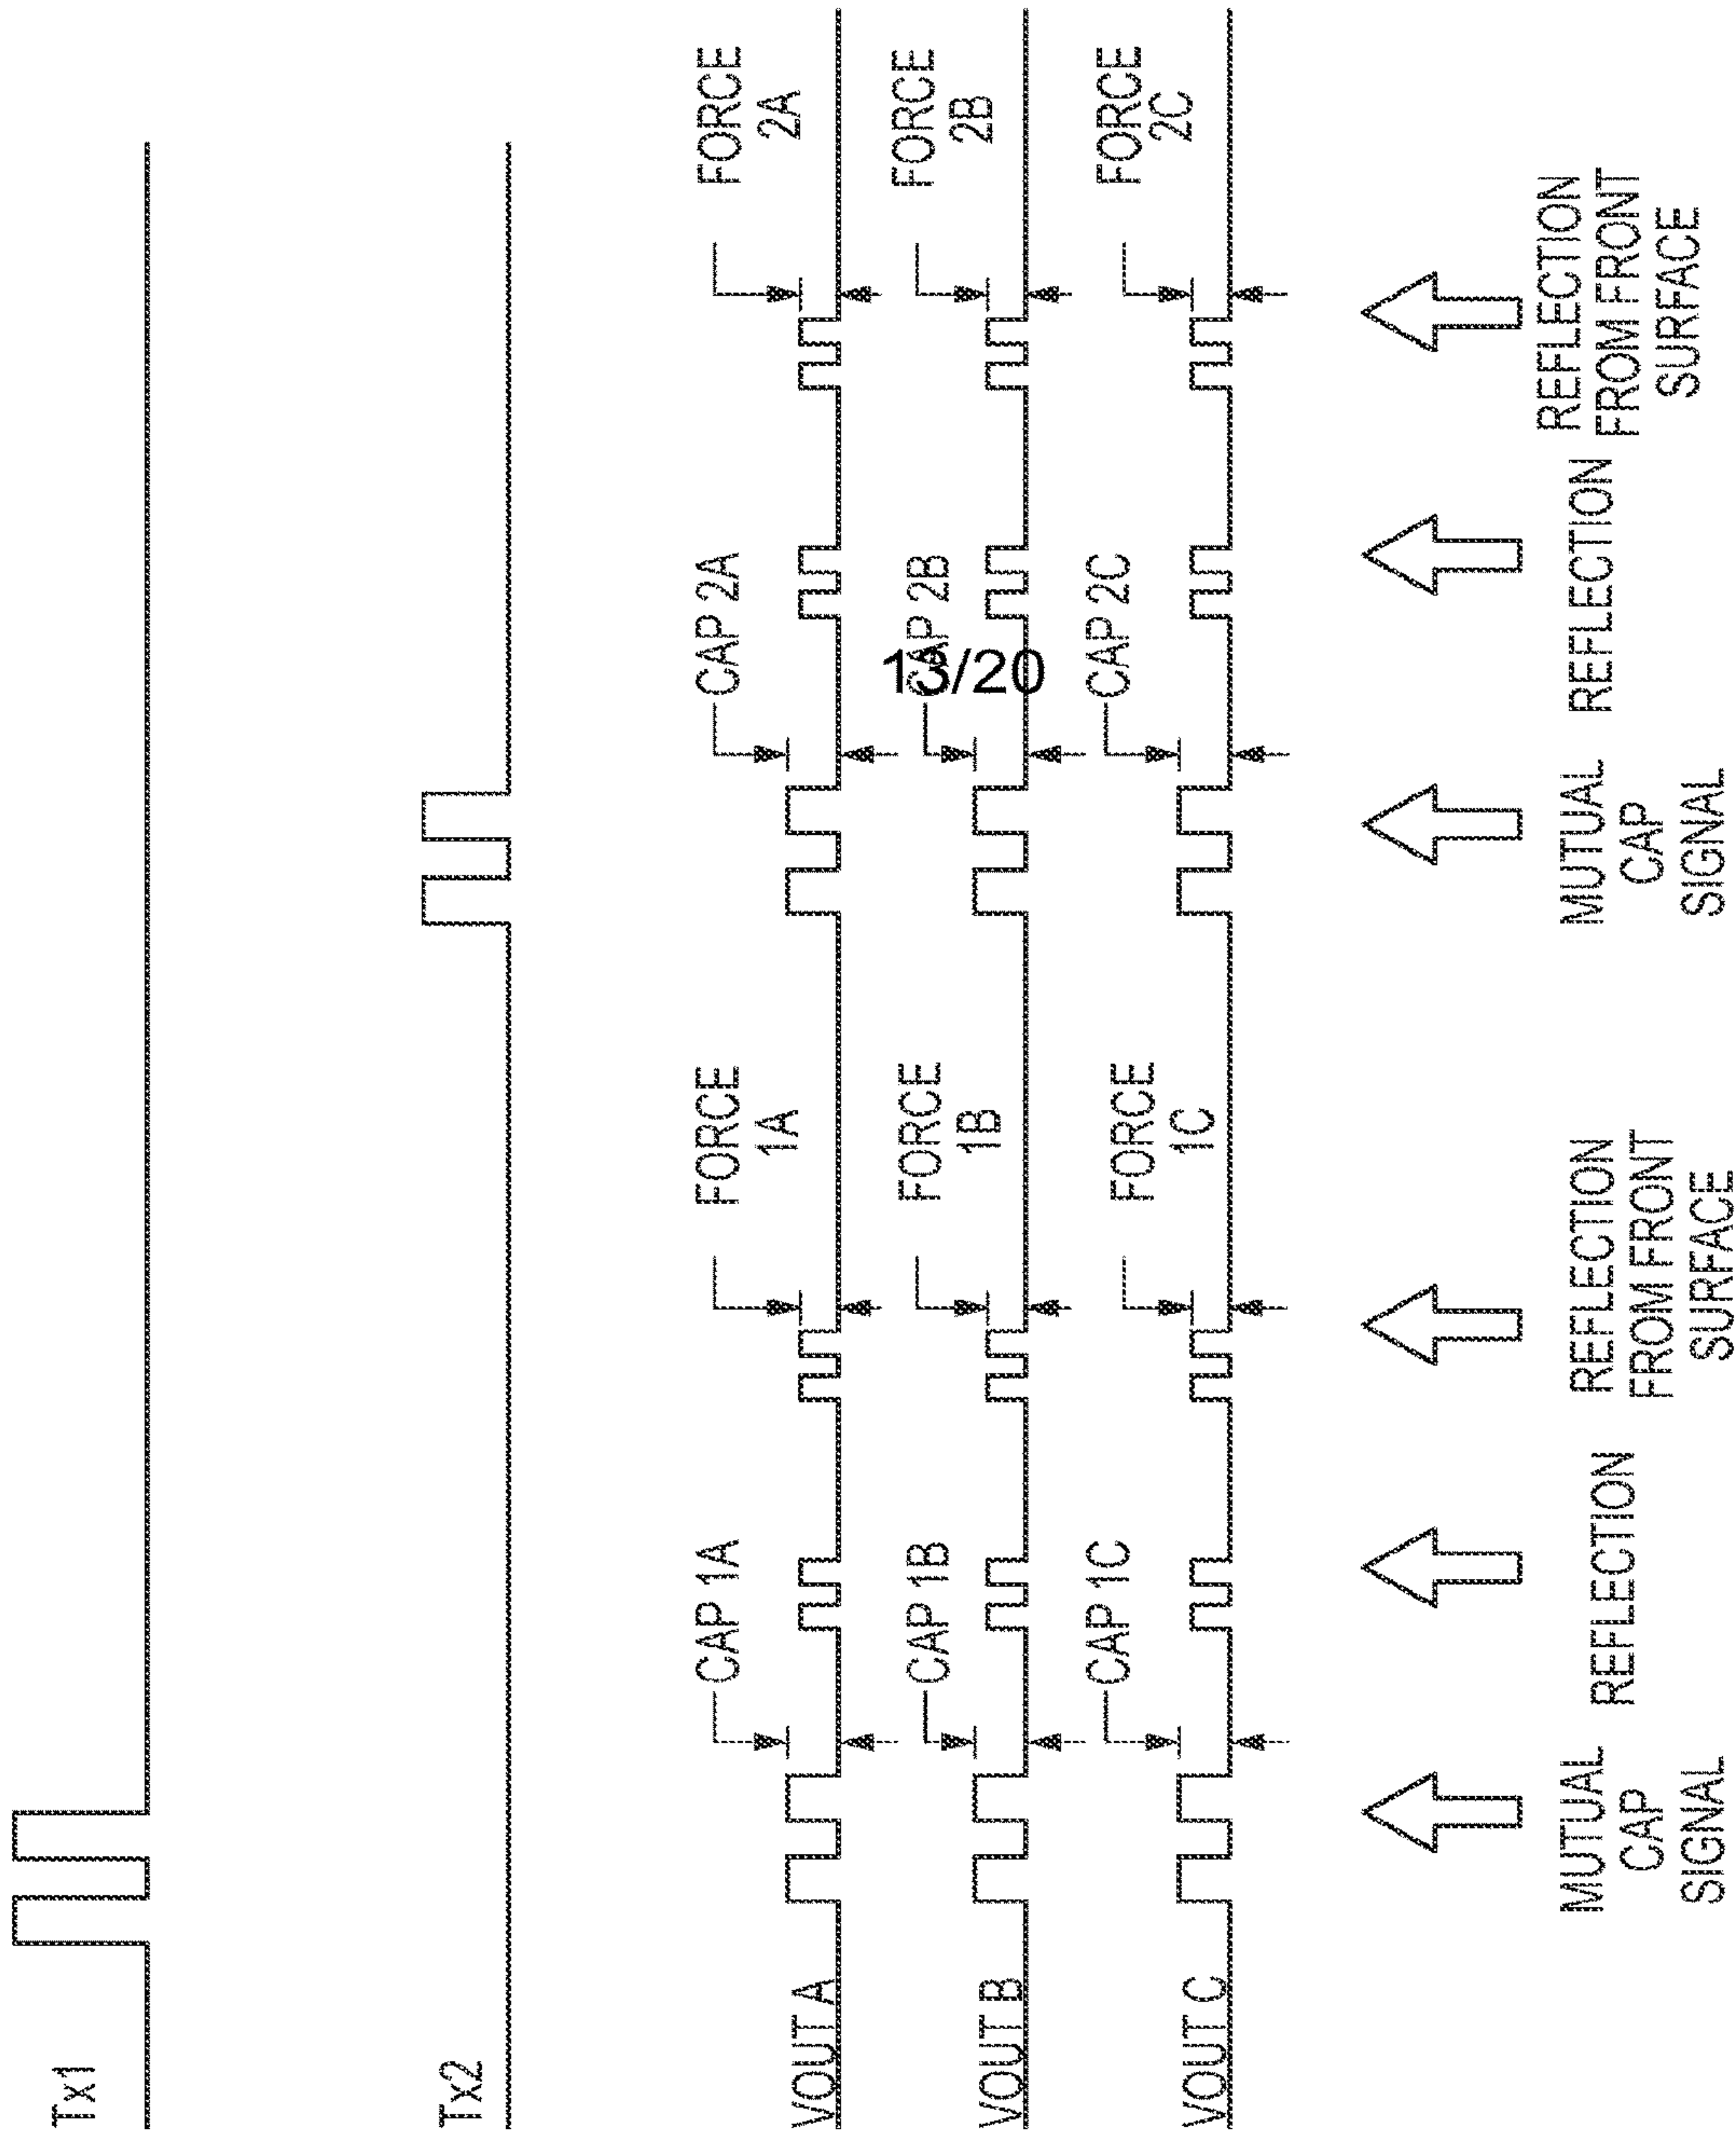 Tx1
Tx2
FORCE
1A
FORCE
2A
CAP 1A
CAP 2A
VOUT A
FORCE
1B
FORCE
2B
CAP 1B
CAP 2B
VOUT B
13/20
FORCE
1C
FORCE
2C
CAP 1C
CAP 2C
VOUT C
MUTUAL
CAP
SIGNAL
REFLECTION
REFLECTION
FROM FRONT
SURFACE
MUTUAL
CAP
SIGNAL
REFLECTION
REFLECTION
FROM FRONT
SURFACE